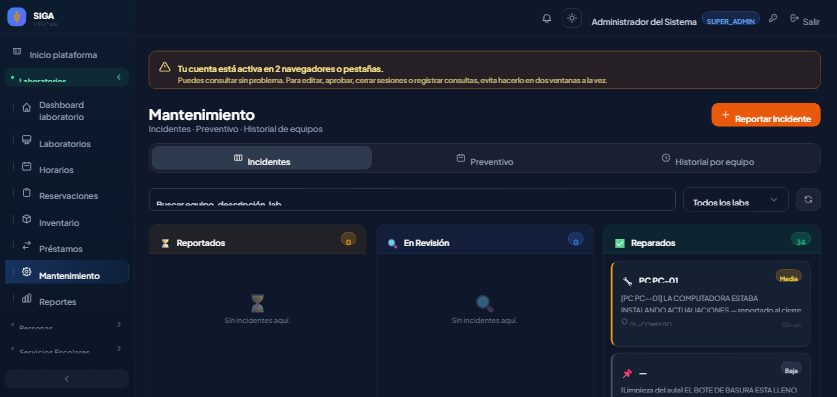 SIGA
Inicio plataforma
Laboratorios
Dashboard
laboratorio
Laboratorios
Horarios
Reservaciones
Inventario
Préstamos
Mantenimiento
Reportes
Personas
Servicios Escolares
Administrador del Sistema
SUPER_ADMIN
Salir
Tu cuenta está activa en 2 navegadores o pestañas.
Puedes consultar sin problema. Para editar, aprobar, cerrar sesiones o registrar consultas, evita hacerlo en dos ventanas a la vez.
Mantenimiento
Incidentes · Preventivo · Historial de equipos
+ Reportar Incidente
Incidentes
Preventivo
Historial por equipo
Buscar equipo, descripción, lab
Todos los labs
Reportados
0
Sin incidentes aquí.
En Revisión
0
Sin incidentes aquí.
Reparados
34
PC PC-01
Media
[PC PC--01] LA COMPUTADORA ESTABA
INSTALANDO ACTUALIACIONES — reportado al cierre
—
Baja
[Limpieza del aula] EL BOTE DE BASURA ESTA LLENO